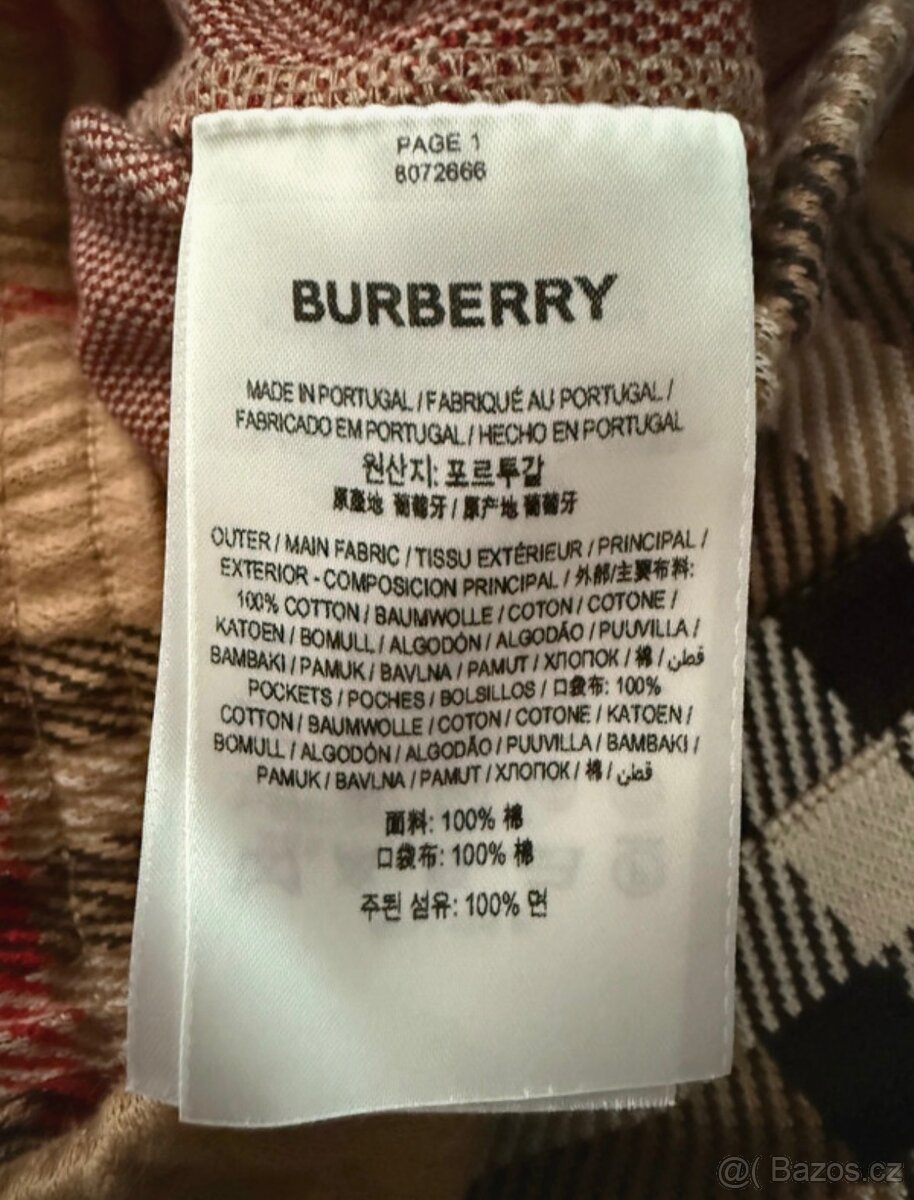 PAGE 1
8072666
BURBERRY
MADE IN PORTUGAL / FABRIQUÉ AU PORTUGAL /
FABRICADO EM PORTUGAL / HECHO EN PORTUGAL
원산지: 포르투갈
原產地 葡萄牙 / 原产地 葡萄牙
OUTER / MAIN FABRIC / TISSU EXTÉRIEUR / PRINCIPAL /
EXTERIOR - COMPOSICION PRINCIPAL / 外部/主要布料:
100% COTTON / BAUMWOLLE / COTON / COTONE /
KATOEN / BOMULL / ALGODÓN / ALGODÃO / PUUVILLA /
BAMBAKI / PAMUK / BAVLNA / PAMUT / ХЛОПОК / 棉 / قطن /
POCKETS / POCHES / BOLSILLOS / 口袋布: 100%
COTTON / BAUMWOLLE / COTON / COTONE / KATOEN /
BOMULL / ALGODÓN / ALGODÃO / PUUVILLA / BAMBAKI /
PAMUK / BAVLNA / PAMUT / ХЛОПОК / 棉 / قطن
面料: 100% 棉
口袋布: 100% 棉
주된 섬유: 100% 면
@( Bazos.cz